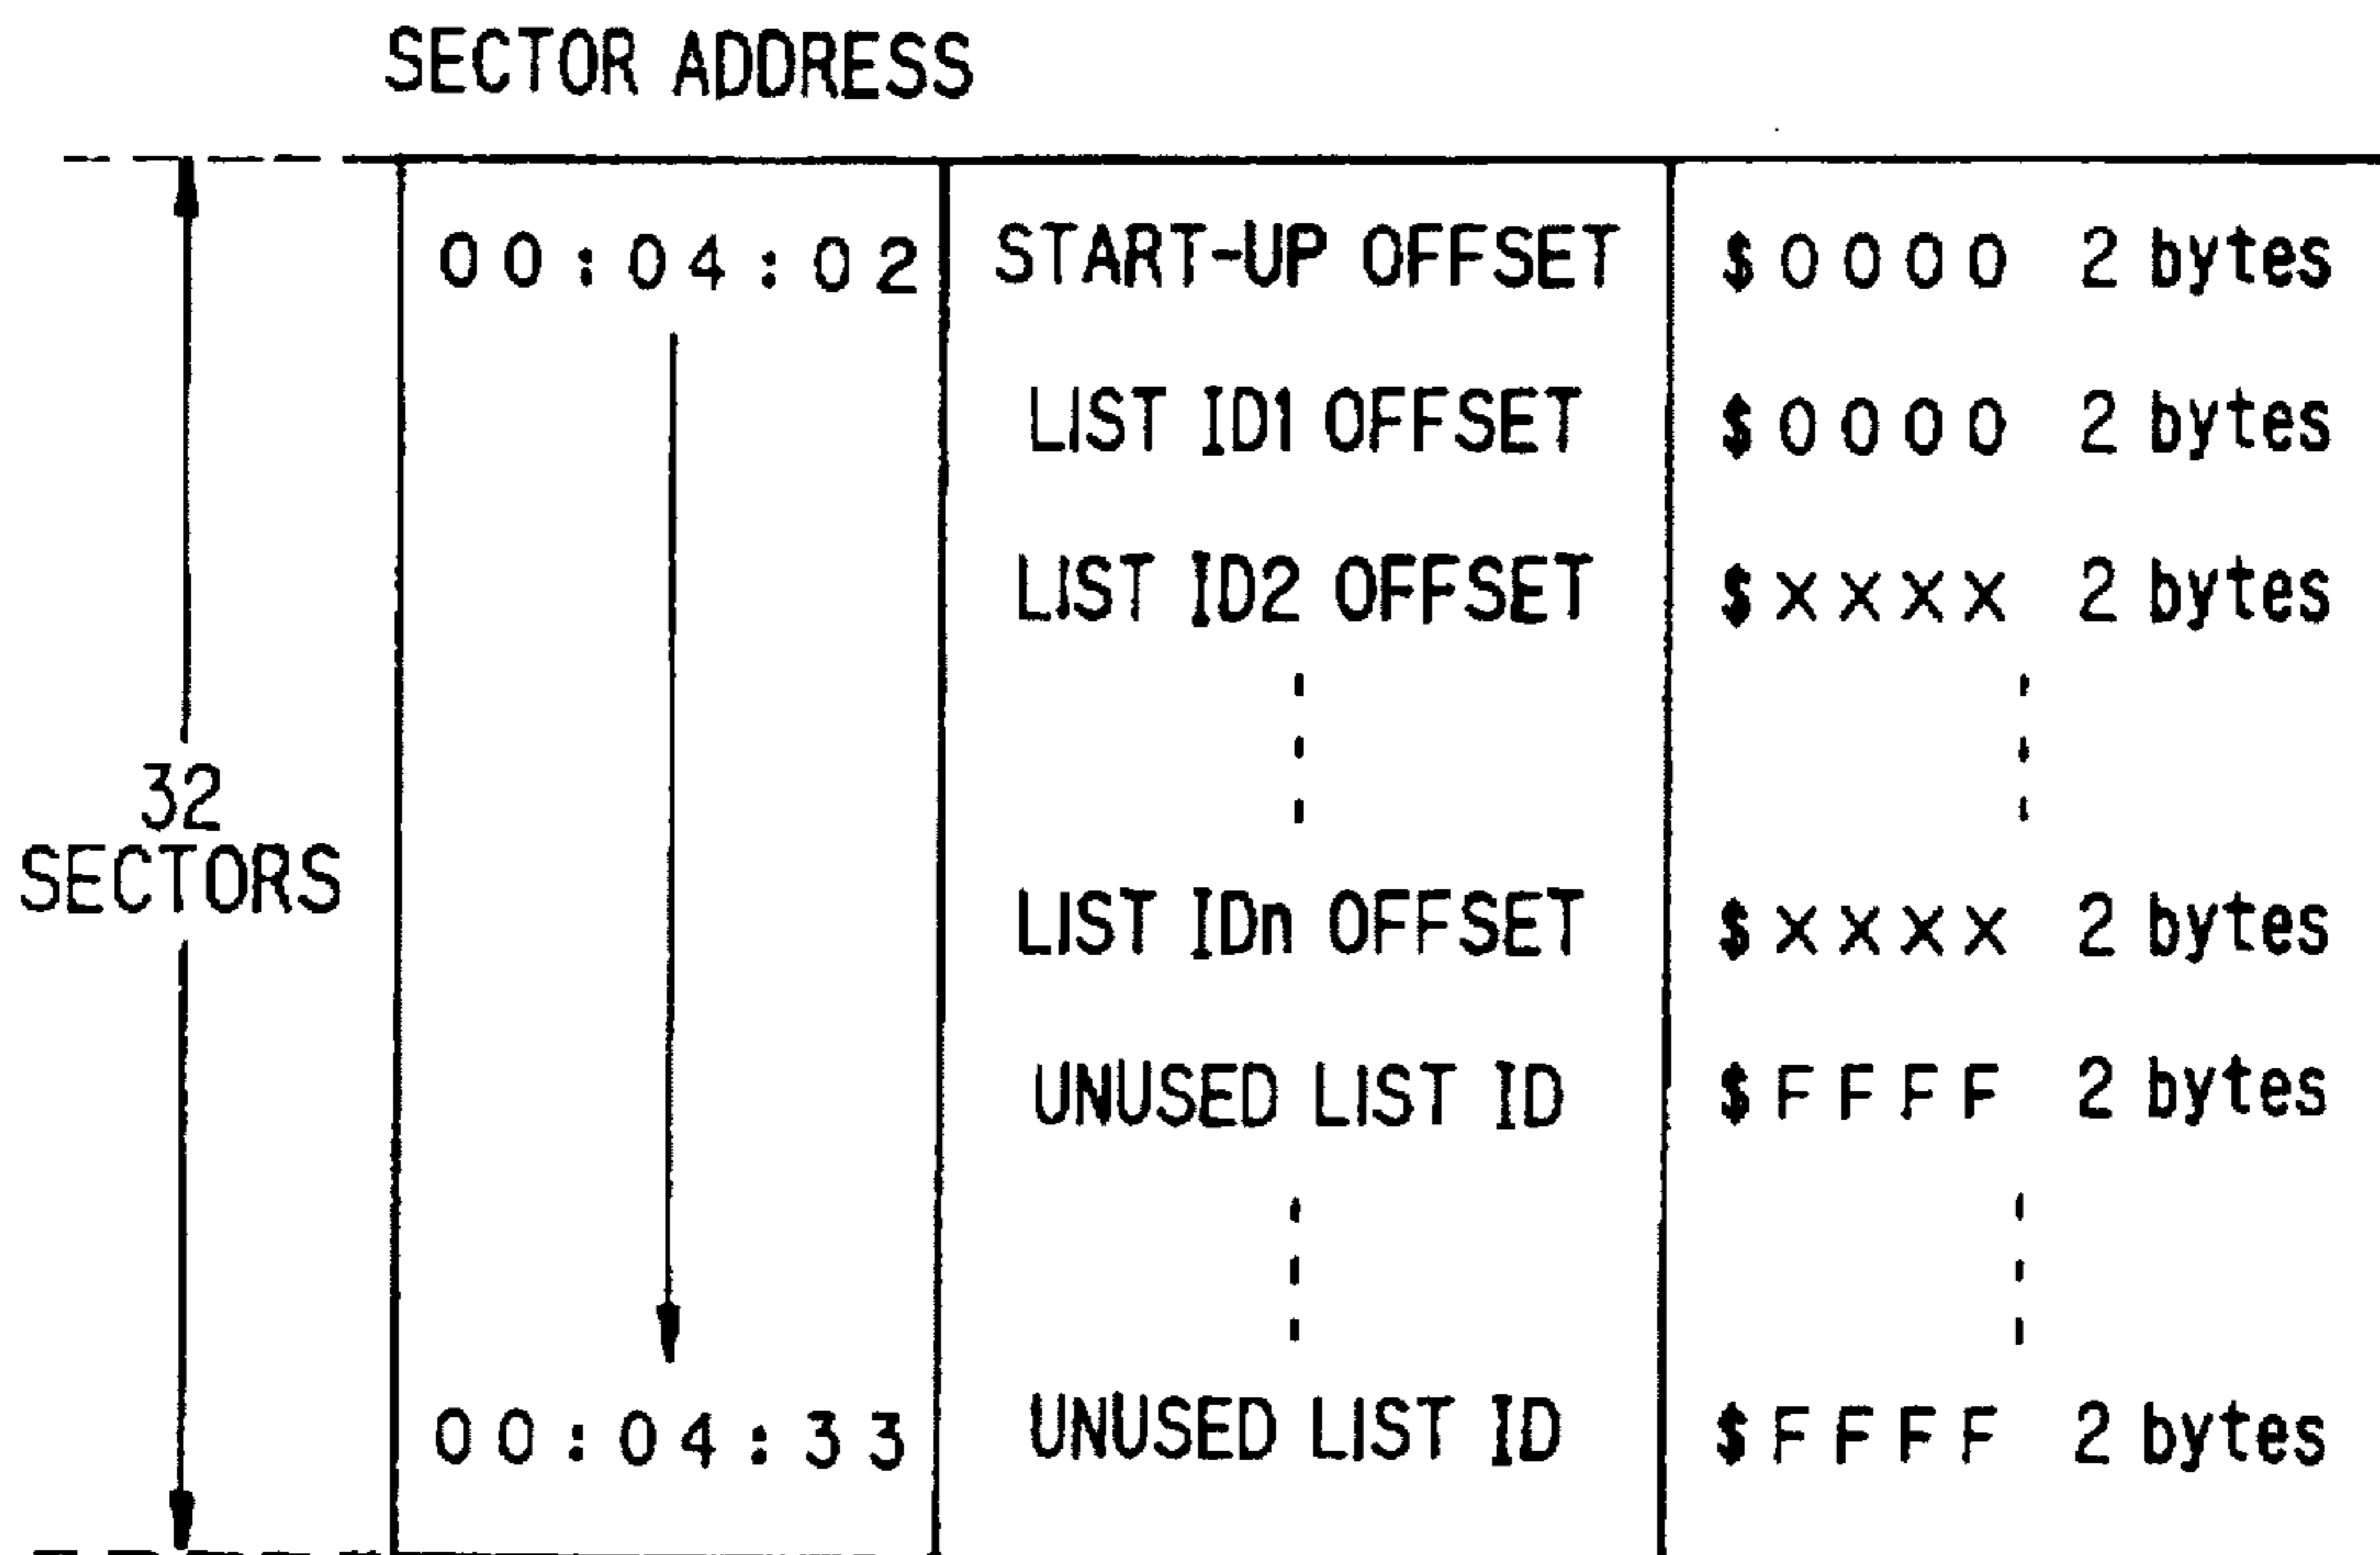 SECTOR ADDRESS
00:04:02 START-UP OFFSET $0000 2 bytes
LIST ID1 OFFSET $0000 2 bytes
LIST ID2 OFFSET $XXXX 2 bytes
32
SECTORS
LIST IDn OFFSET $XXXX 2 bytes
UNUSED LIST ID $FFFF 2 bytes
00:04:33 UNUSED LIST ID $FFFF 2 bytes